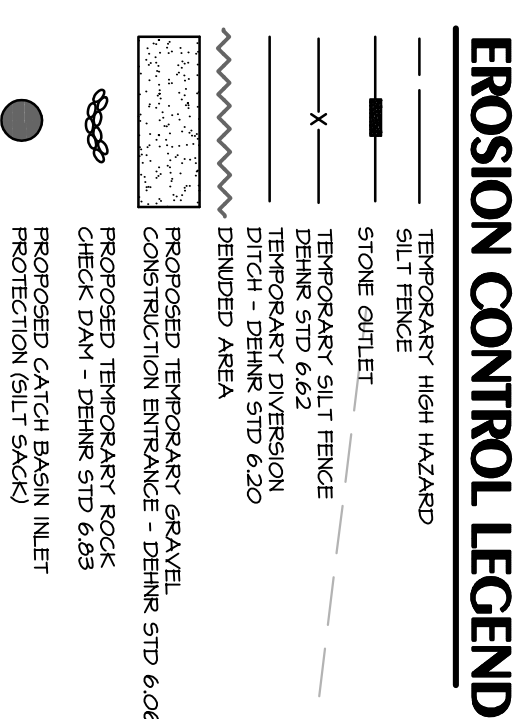 EROSION CONTROL LEGEND
TEMPORARY HIGH HAZARD
SILT FENCE
STONE OUTLET
X
TEMPORARY SILT FENCE
DEHNR STD 6.62
TEMPORARY DIVERSION
DITCH - DEHNR STD 6.20
DENUDED AREA
PROPOSED TEMPORARY GRAVEL
CONSTRUCTION ENTRANCE - DEHNR STD 6.06
PROPOSED TEMPORARY ROCK
CHECK DAM - DEHNR STD 6.83
PROPOSED CATCH BASIN INLET
PROTECTION (SILT SACK)